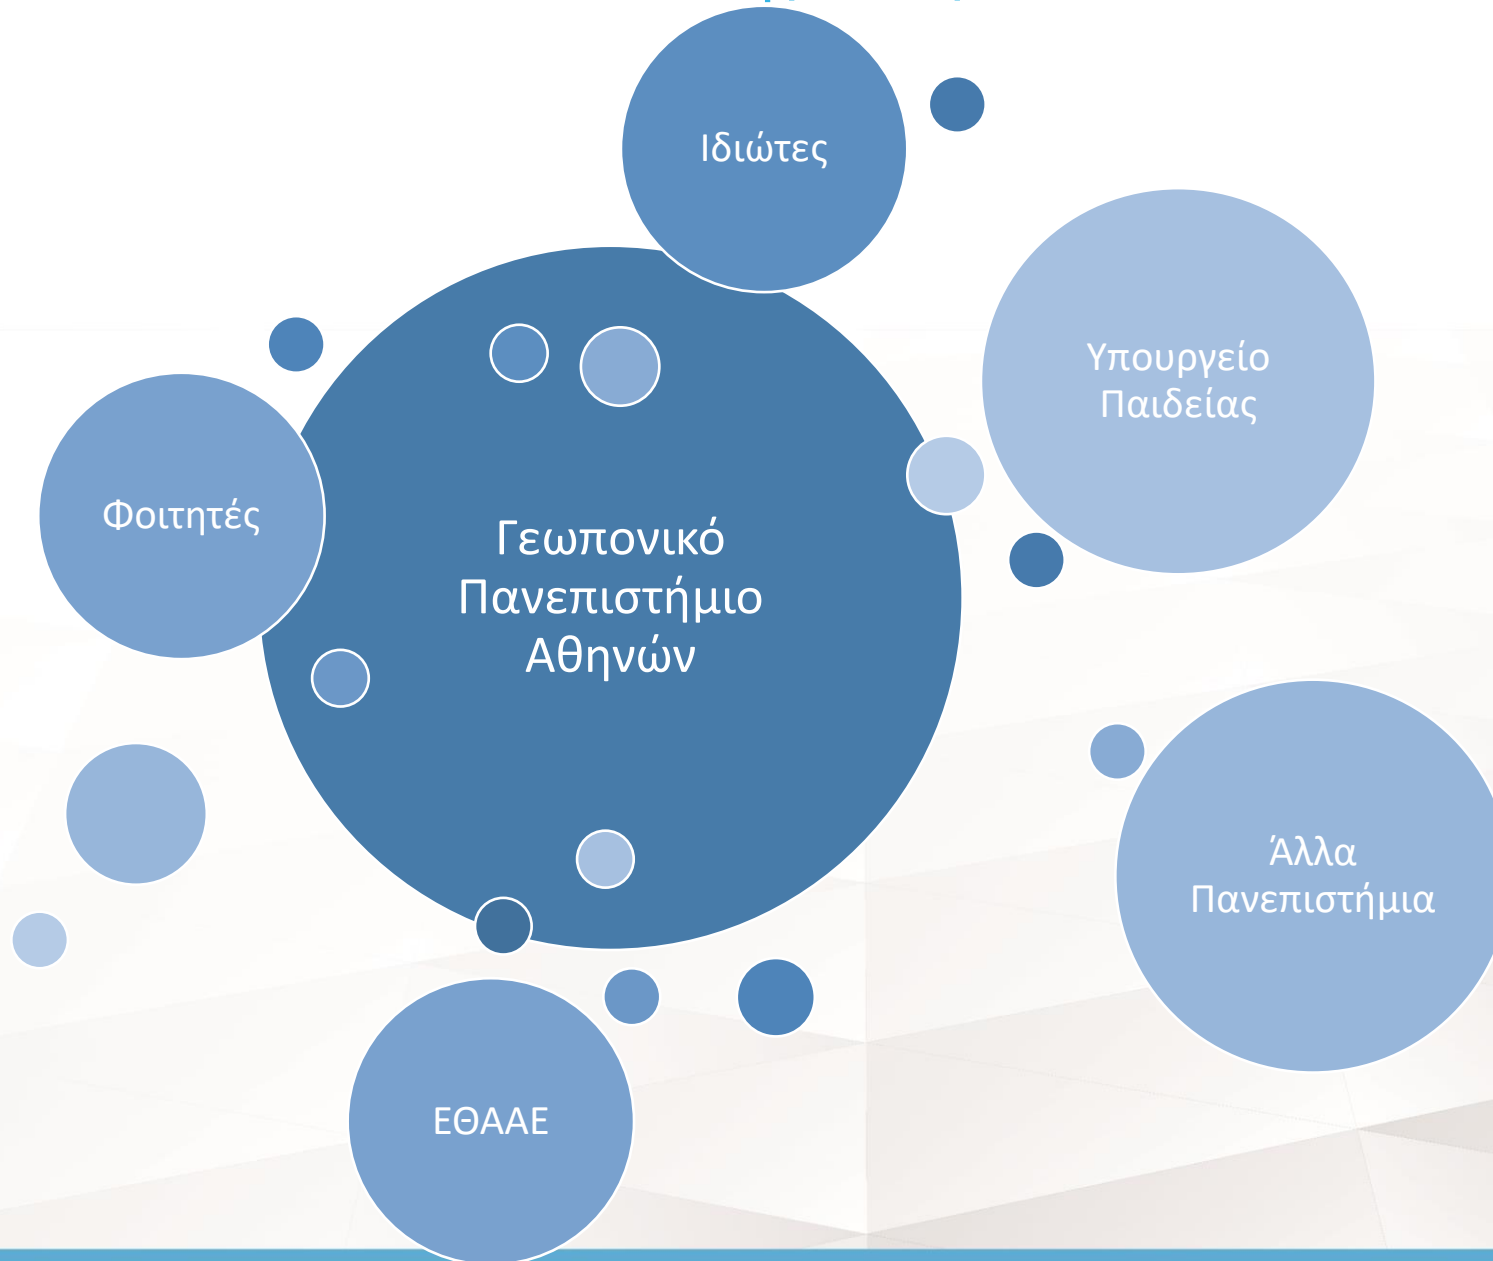 Ιδιώτες
Υπουργείο
Παιδείας
Φοιτητές
Γεωπονικό
Πανεπιστήμιο
Αθηνών
Άλλα
Πανεπιστήμια
ΕΘΑΑΕ